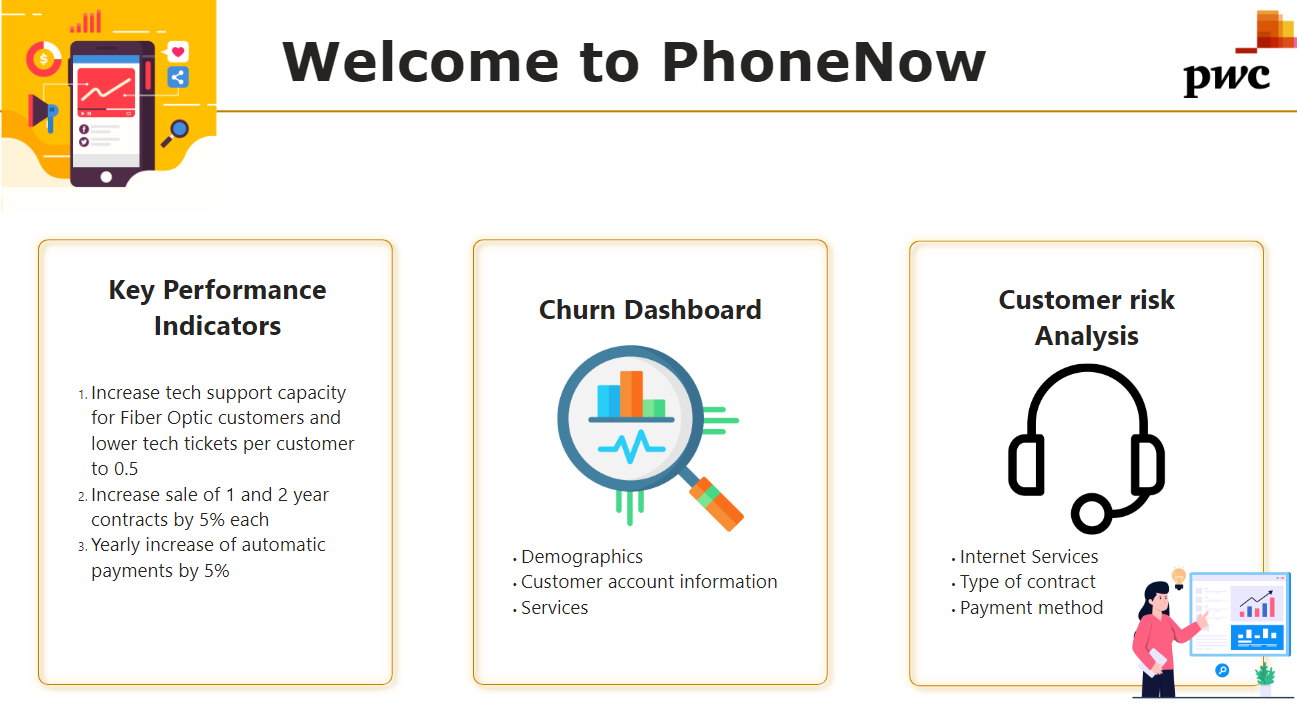 Welcome to PhoneNow
pwc
Key Performance
Indicators
1. Increase tech support capacity
for Fiber Optic customers and
lower tech tickets per customer
to 0.5
2. Increase sale of 1 and 2 year
contracts by 5% each
3. Yearly increase of automatic
payments by 5%
Churn Dashboard
• Demographics
• Customer account information
• Services
Customer risk
Analysis
• Internet Services
• Type of contract
• Payment method